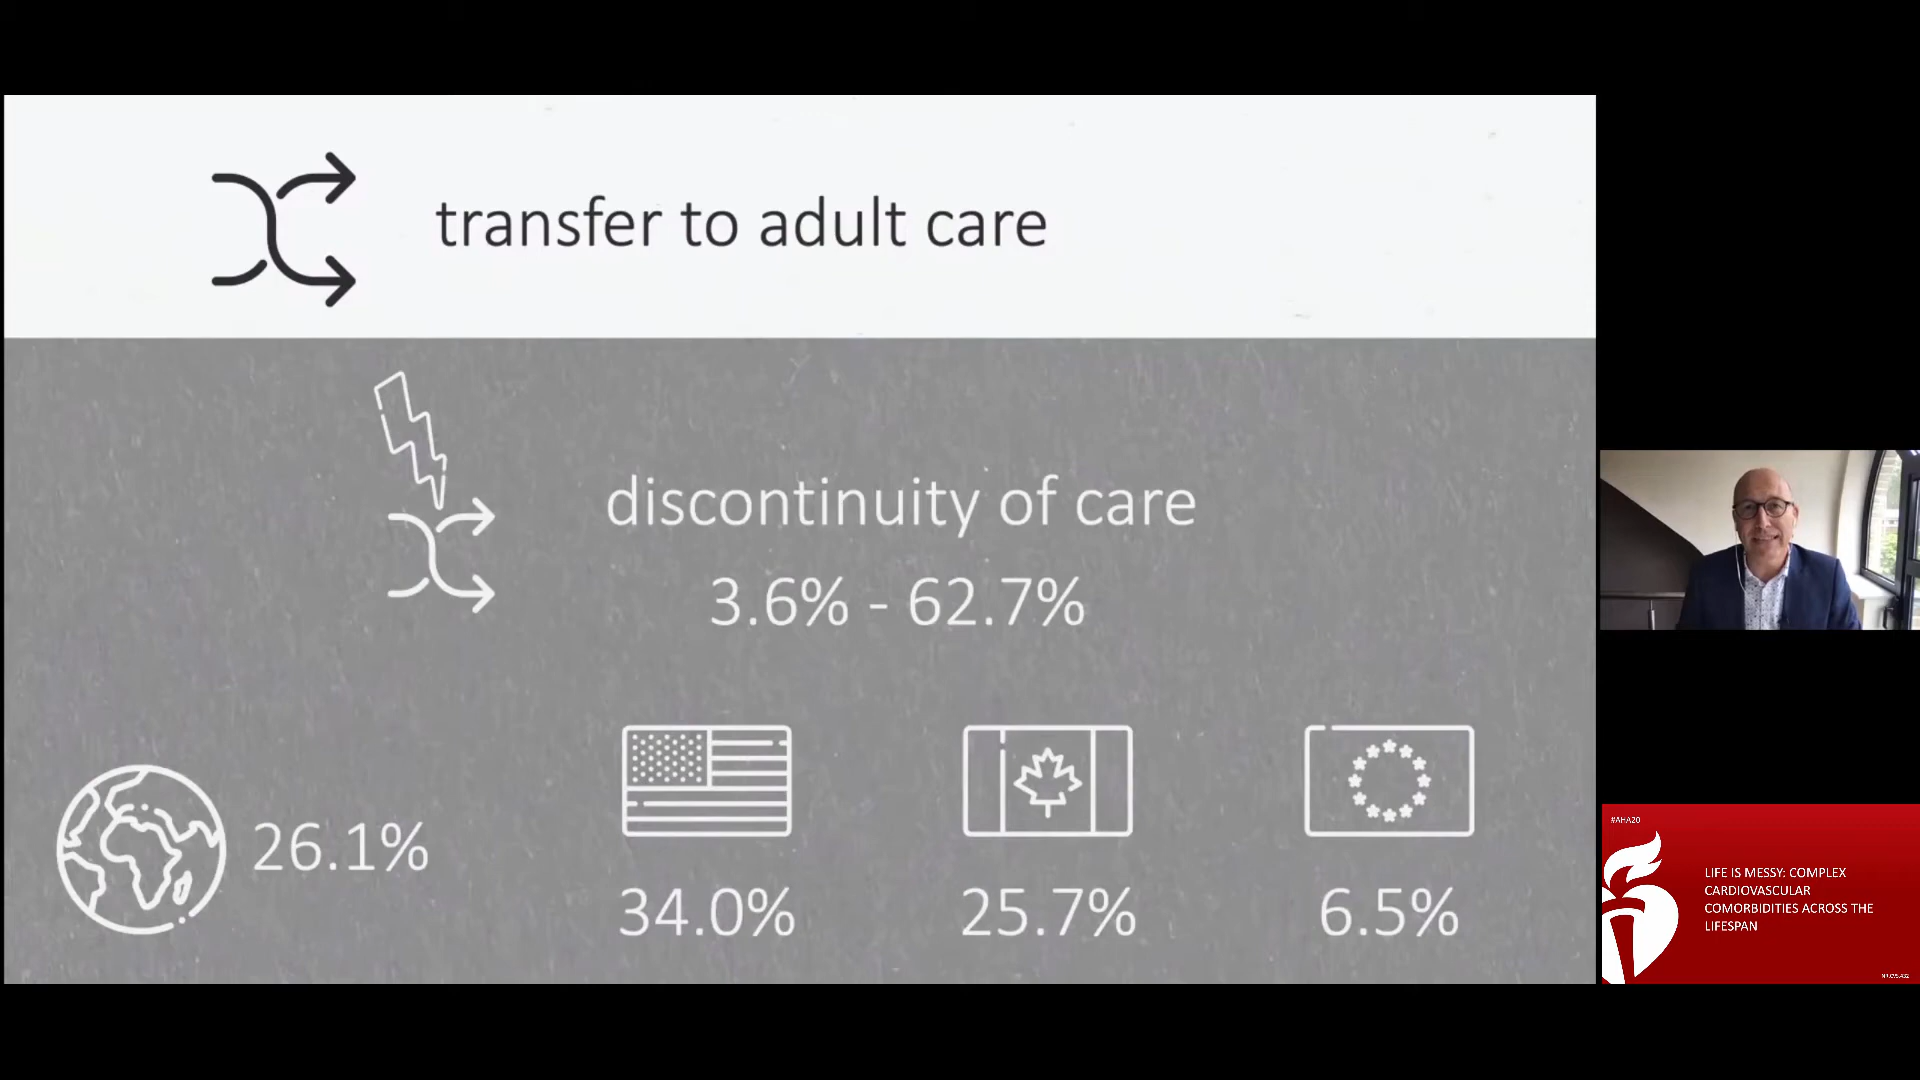 transfer to adult care
discontinuity of care
3.6% - 62.7%
26.1%
34.0%
25.7%
6.5%
#AHA20
LIFE IS MESSY: COMPLEX
CARDIOVASCULAR
COMORBIDITIES ACROSS THE
LIFESPAN